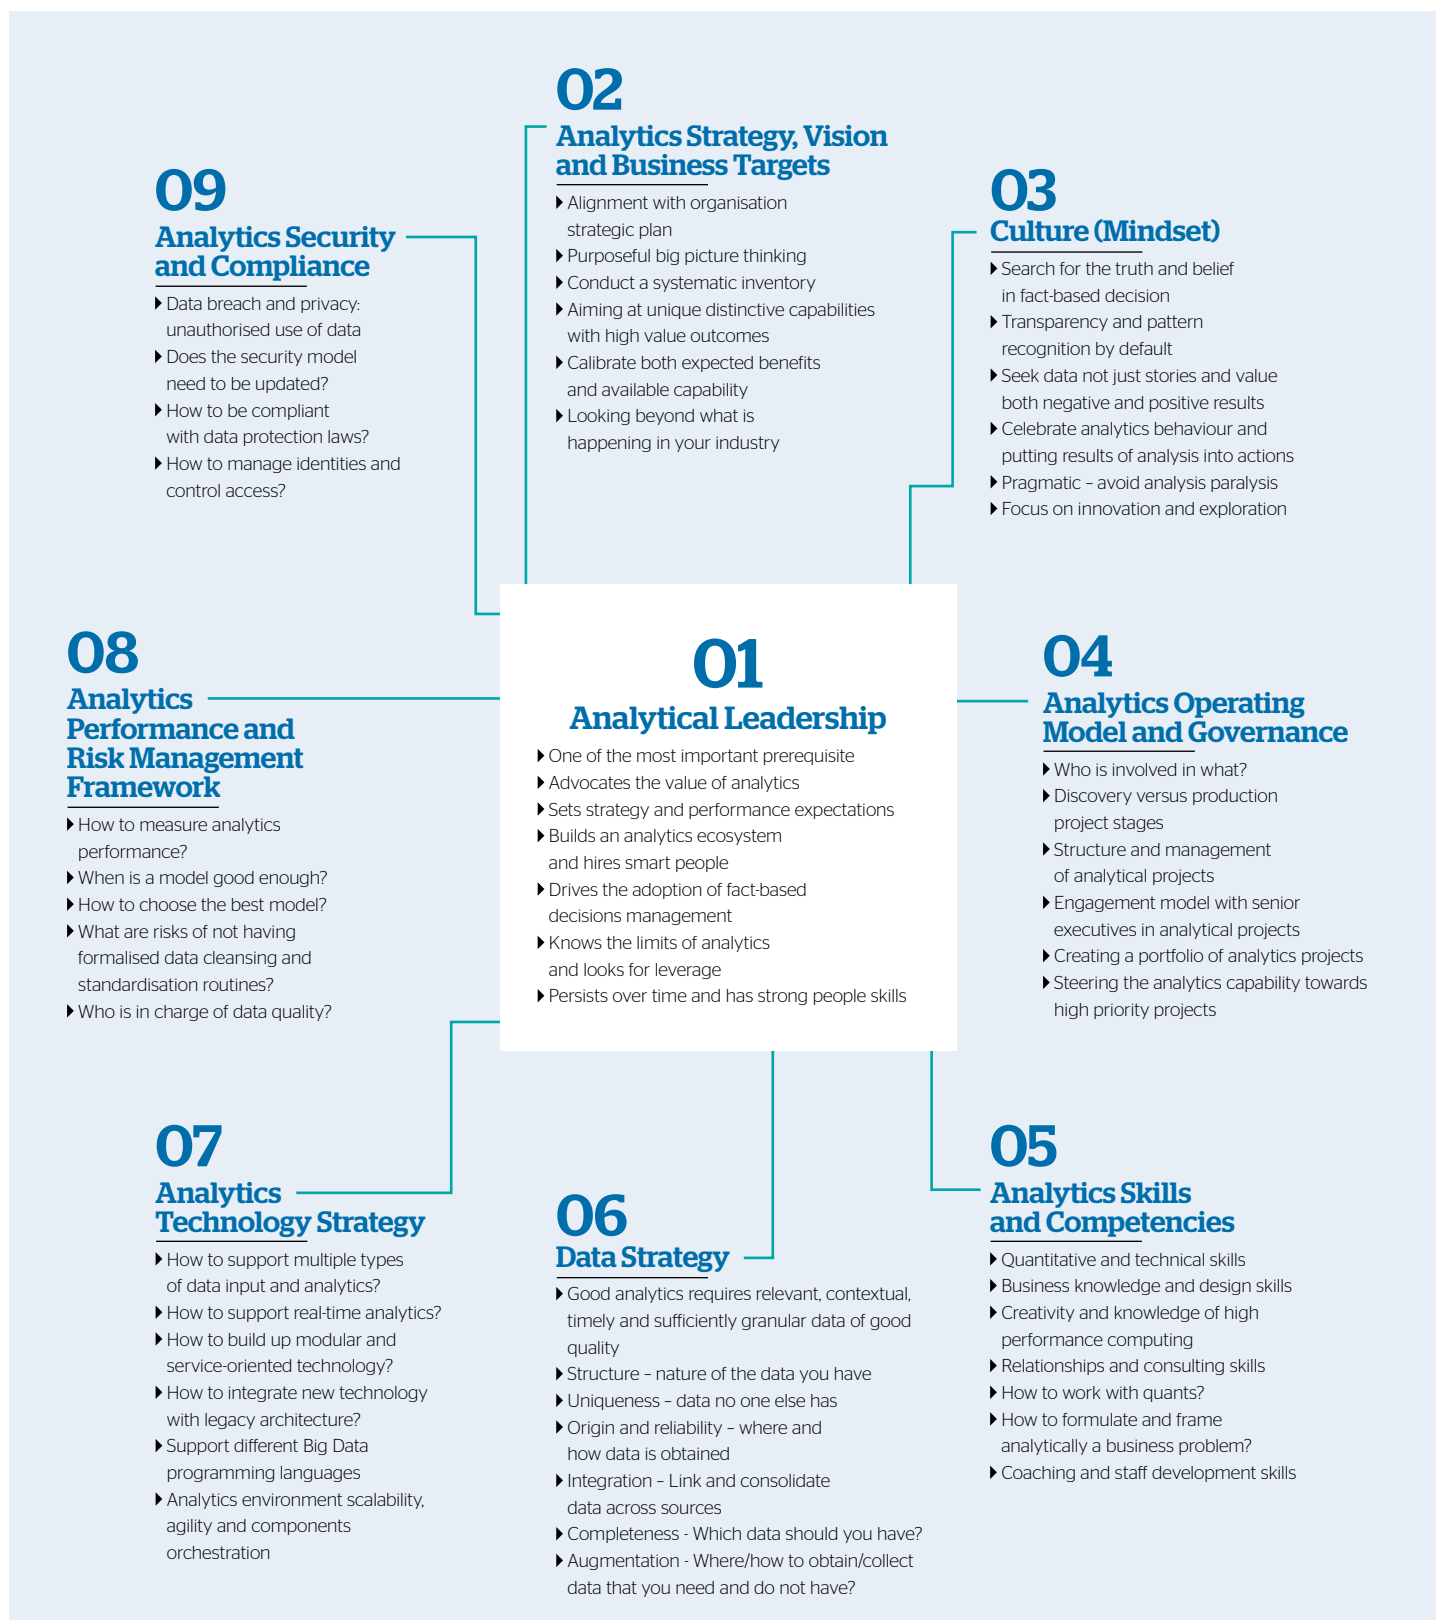 02
Analytics Strategy, Vision
and Business Targets
Alignment with organisation
strategic plan
Purposeful big picture thinking
Conduct a systematic inventory
Aiming at unique distinctive capabilities
with high value outcomes
Calibrate both expected benefits
and available capability
Looking beyond what is
happening in your industry
09
Analytics Security
and Compliance
Data breach and privacy:
unauthorised use of data
Does the security model
need to be updated?
How to be compliant
with data protection laws?
How to manage identities and
control access?
03
Culture (Mindset)
Search for the truth and belief
in fact-based decision
Transparency and pattern
recognition by default
Seek data not just stories and value
both negative and positive results
Celebrate analytics behaviour and
putting results of analysis into actions
Pragmatic – avoid analysis paralysis
Focus on innovation and exploration
08
Analytics
Performance and
Risk Management
Framework
How to measure analytics
performance?
When is a model good enough?
How to choose the best model?
What are risks of not having
formalised data cleansing and
standardisation routines?
Who is in charge of data quality?
01
Analytical Leadership
One of the most important prerequisite
Advocates the value of analytics
Sets strategy and performance expectations
Builds an analytics ecosystem
and hires smart people
Drives the adoption of fact-based
decisions management
Knows the limits of analytics
and looks for leverage
Persists over time and has strong people skills
04
Analytics Operating
Model and Governance
Who is involved in what?
Discovery versus production
project stages
Structure and management
of analytical projects
Engagement model with senior
executives in analytical projects
Creating a portfolio of analytics projects
Steering the analytics capability towards
high priority projects
07
Analytics
Technology Strategy
How to support multiple types
of data input and analytics?
How to support real-time analytics?
How to build up modular and
service-oriented technology?
How to integrate new technology
with legacy architecture?
Support different Big Data
programming languages
Analytics environment scalability,
agility and components
orchestration
06
Data Strategy
Good analytics requires relevant, contextual,
timely and sufficiently granular data of good
quality
Structure – nature of the data you have
Uniqueness – data no one else has
Origin and reliability – where and
how data is obtained
Integration – Link and consolidate
data across sources
Completeness - Which data should you have?
Augmentation - Where/how to obtain/collect
data that you need and do not have?
05
Analytics Skills
and Competencies
Quantitative and technical skills
Business knowledge and design skills
Creativity and knowledge of high
performance computing
Relationships and consulting skills
How to work with quants?
How to formulate and frame
analytically a business problem?
Coaching and staff development skills